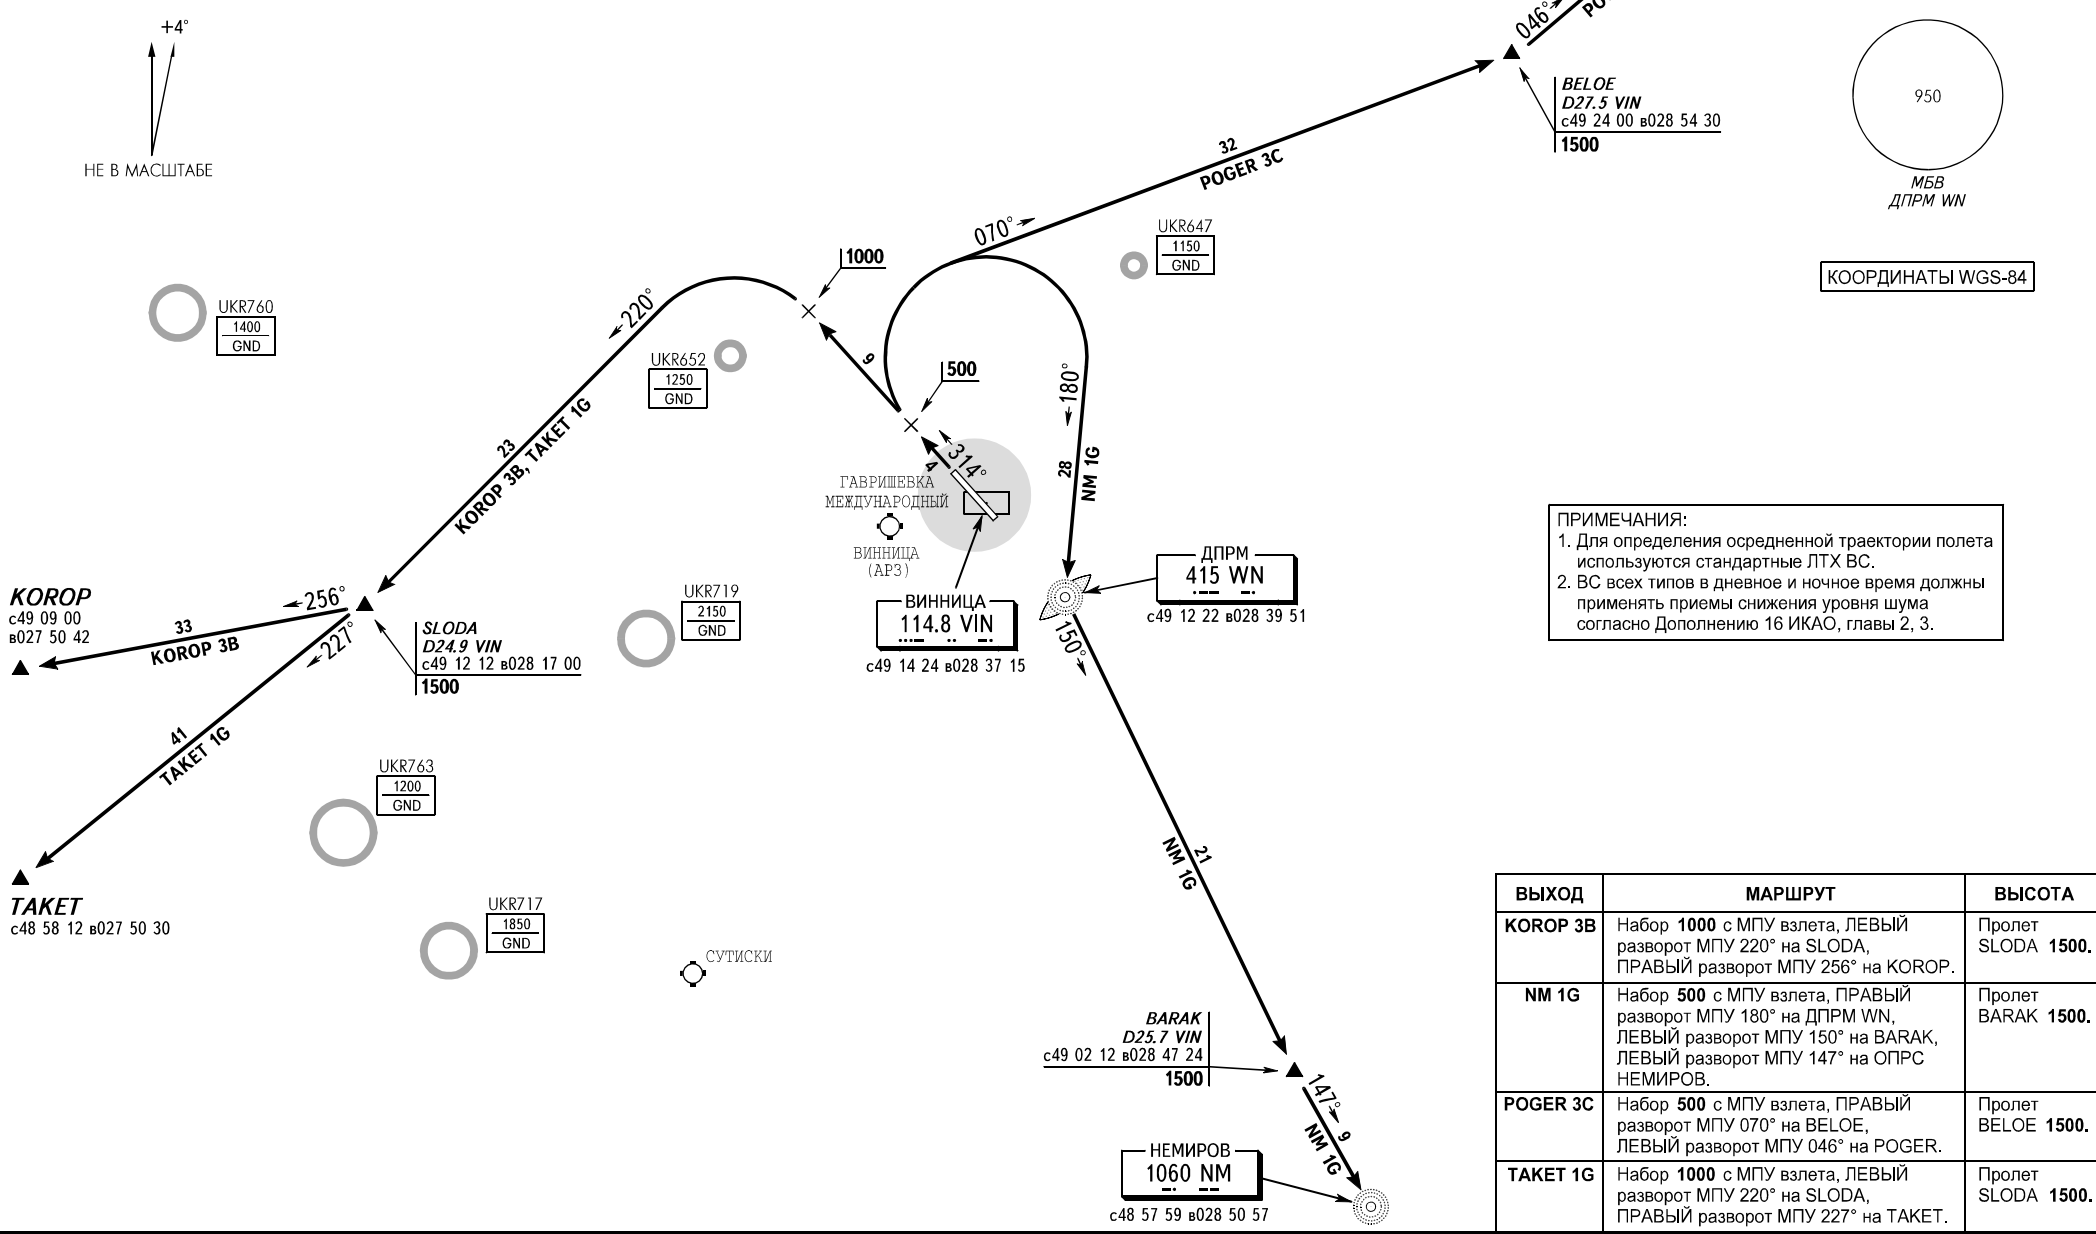 +4°
НЕ В МАСШТАБЕ
046°
BELOE
D27.5 VIN
с49 24 00 в028 54 30
1500
950
МБВ
ДПРМ WN
КООРДИНАТЫ WGS-84
32
POGER 3C
070°
UKR647
1150
GND
1000
220°
UKR760
1400
GND
UKR652
1250
GND
9
500
180°
28
NM 1G
23
KOROP 3B, TAKET 1G
4
314°
ГАВРИШЕВКА
МЕЖДУНАРОДНЫЙ
ВИННИЦА
(АРЗ)
ПРИМЕЧАНИЯ:
1. Для определения осредненной траектории полета
используются стандартные ЛТХ ВС.
2. ВС всех типов в дневное и ночное время должны
применять приемы снижения уровня шума
согласно Дополнению 16 ИКАО, главы 2, 3.
ДПРМ
415 WN
с49 12 22 в028 39 51
ВИННИЦА
114.8 VIN
с49 14 24 в028 37 15
KOROP
с49 09 00
в027 50 42
256°
33
KOROP 3B
227°
SLODA
D24.9 VIN
с49 12 12 в028 17 00
1500
UKR719
2150
GND
150°
41
TAKET 1G
UKR763
1200
GND
TAKET
с48 58 12 в027 50 30
UKR717
1850
GND
СУТИСКИ
21
NM 1G
BARAK
D25.7 VIN
с49 02 12 в028 47 24
1500
147°
9
NM 1G
НЕМИРОВ
1060 NM
с48 57 59 в028 50 57
ВЫХОД МАРШРУТ ВЫСОТА
KOROP 3B Набор 1000 с МПУ взлета, ЛЕВЫЙ Пролет
разворот МПУ 220° на SLODA, SLODA 1500.
ПРАВЫЙ разворот МПУ 256° на KOROP.
NM 1G Набор 500 с МПУ взлета, ПРАВЫЙ Пролет
разворот МПУ 180° на ДПРМ WN, BARAK 1500.
ЛЕВЫЙ разворот МПУ 150° на BARAK,
ЛЕВЫЙ разворот МПУ 147° на ОПРС
НЕМИРОВ.
POGER 3C Набор 500 с МПУ взлета, ПРАВЫЙ Пролет
разворот МПУ 070° на BELOE, BELOE 1500.
ЛЕВЫЙ разворот МПУ 046° на POGER.
TAKET 1G Набор 1000 с МПУ взлета, ЛЕВЫЙ Пролет
разворот МПУ 220° на SLODA, SLODA 1500.
ПРАВЫЙ разворот МПУ 227° на TAKET.